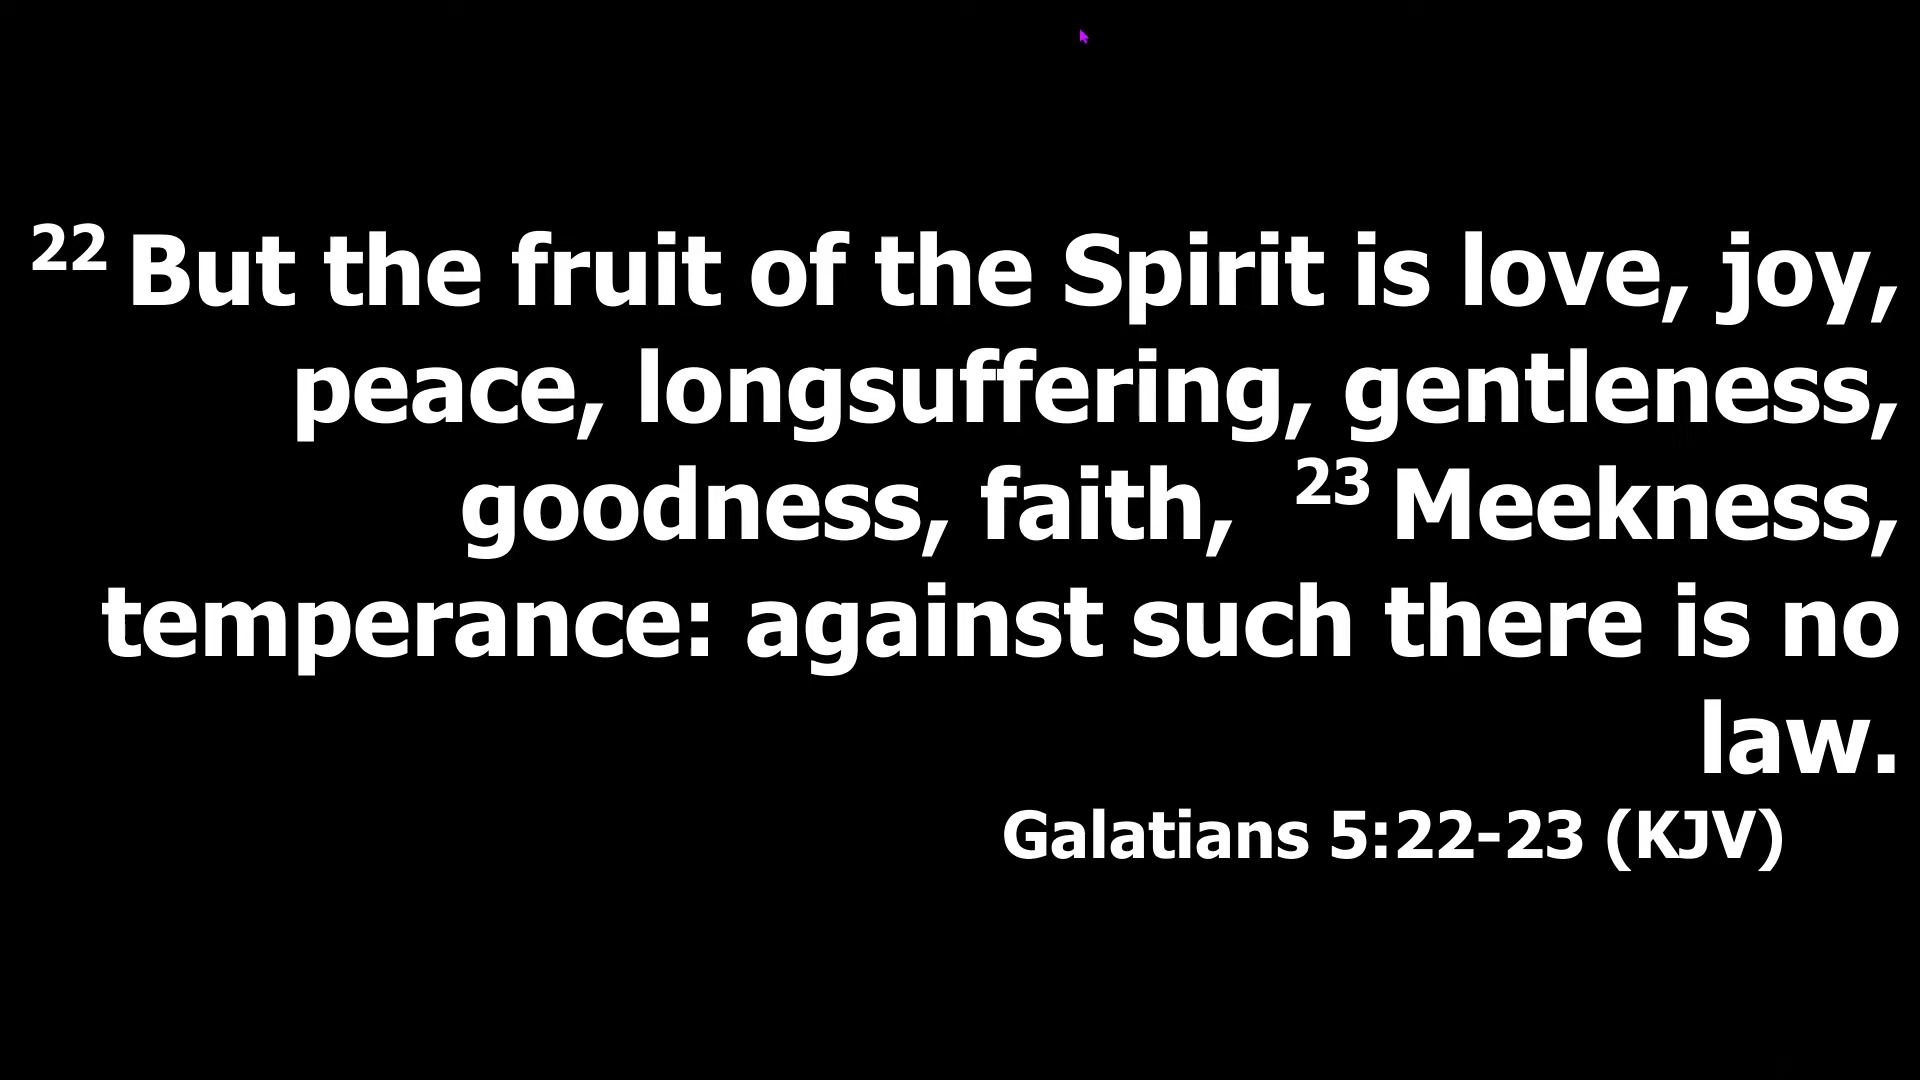 22 But the fruit of the Spirit is love, joy,
peace, longsuffering, gentleness,
goodness, faith, 23 Meekness,
temperance: against such there is no
law.
Galatians 5:22-23 (KJV)